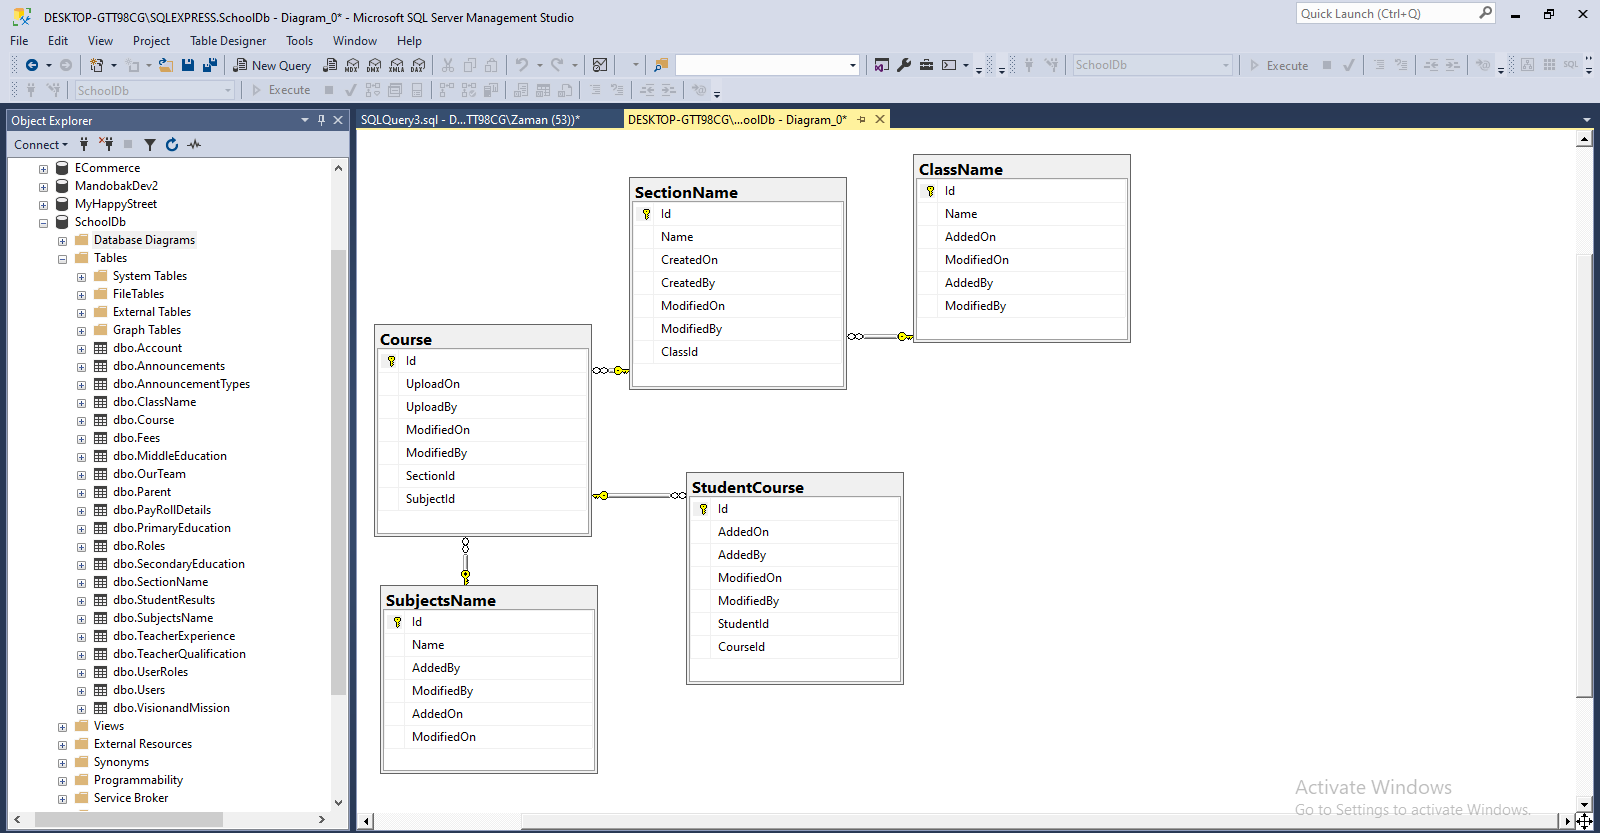 DESKTOP-GTT98CG\SQLEXPRESS.SchoolDb - Diagram_0* - Microsoft SQL Server Management Studio
Quick Launch (Ctrl+Q)
File Edit View Project Table Designer Tools Window Help
New Query
MDX DMX XMLA DAX
SchoolDb
Execute
SQL
SchoolDb
Execute
Object Explorer
Connect
ECommerce
MandobakDev2
MyHappyStreet
SchoolDb
Database Diagrams
Tables
System Tables
FileTables
External Tables
Graph Tables
dbo.Account
dbo.Announcements
dbo.AnnouncementTypes
dbo.ClassName
dbo.Course
dbo.Fees
dbo.MiddleEducation
dbo.OurTeam
dbo.Parent
dbo.PayRollDetails
dbo.PrimaryEducation
dbo.Roles
dbo.SecondaryEducation
dbo.SectionName
dbo.StudentResults
dbo.SubjectsName
dbo.TeacherExperience
dbo.TeacherQualification
dbo.UserRoles
dbo.Users
dbo.VisionandMission
Views
External Resources
Synonyms
Programmability
Service Broker
SQLQuery3.sql - D...TT98CG\Zaman (53))*
DESKTOP-GTT98CG\...oolDb - Diagram_0*
Course
Id
UploadOn
UploadBy
ModifiedOn
ModifiedBy
SectionId
SubjectId
SectionName
Id
Name
CreatedOn
CreatedBy
ModifiedOn
ModifiedBy
ClassId
ClassName
Id
Name
AddedOn
ModifiedOn
AddedBy
ModifiedBy
SubjectsName
Id
Name
AddedBy
ModifiedBy
AddedOn
ModifiedOn
StudentCourse
Id
AddedOn
AddedBy
ModifiedOn
ModifiedBy
StudentId
CourseId
Activate Windows
Go to Settings to activate Windows.